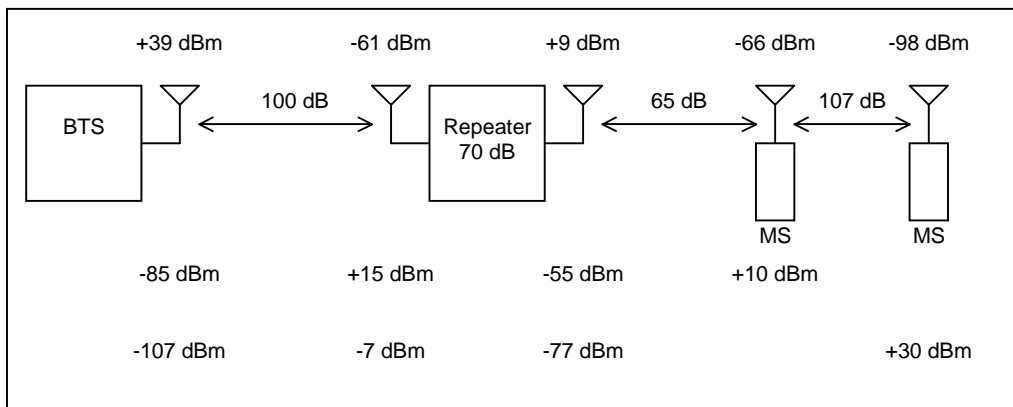 +39 dBm -61 dBm +9 dBm -66 dBm -98 dBm
100 dB 65 dB 107 dB
BTS Repeater
70 dB
MS MS
-85 dBm +15 dBm -55 dBm +10 dBm
-107 dBm -7 dBm -77 dBm +30 dBm